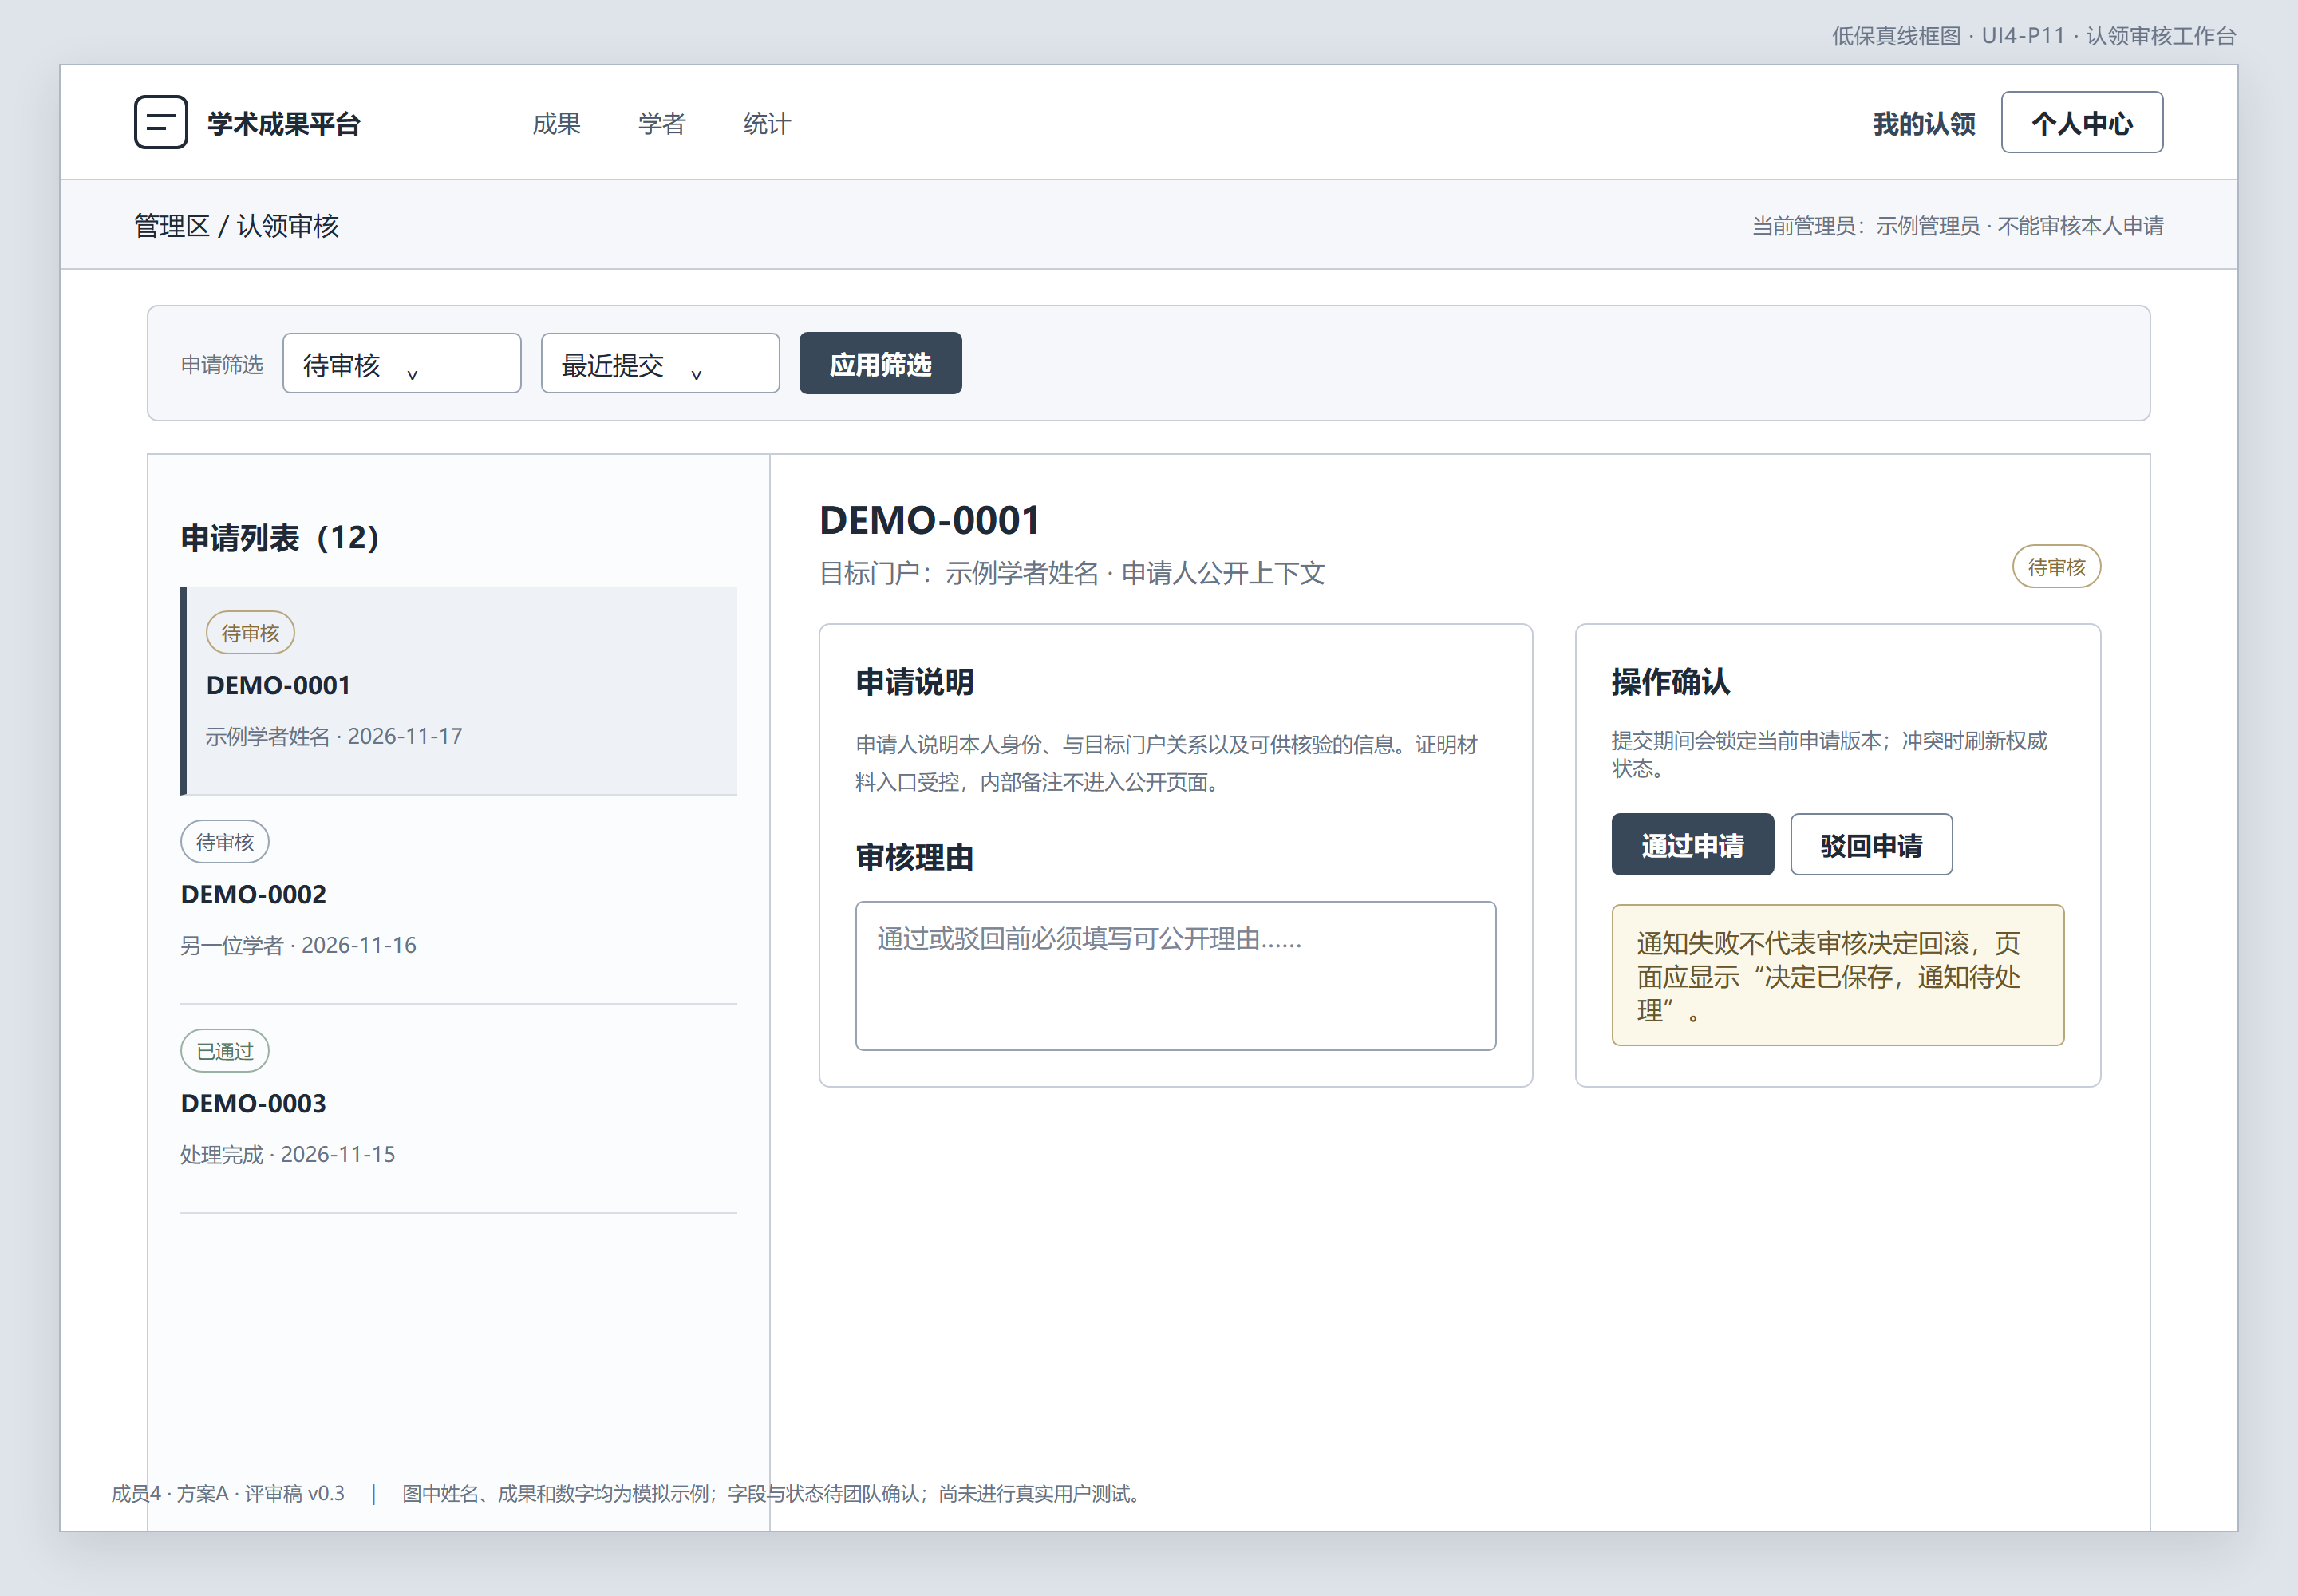 低保真线框图 · UI4-P11 · 认领审核工作台
学术成果平台
成果 学者 统计
我的认领 个人中心
管理区 / 认领审核
当前管理员：示例管理员 · 不能审核本人申请
申请筛选 待审核 v 最近提交 v 应用筛选
申请列表（12）
待审核
DEMO-0001
示例学者姓名 · 2026-11-17
待审核
DEMO-0002
另一位学者 · 2026-11-16
已通过
DEMO-0003
处理完成 · 2026-11-15
DEMO-0001
目标门户：示例学者姓名 · 申请人公开上下文
待审核
申请说明
申请人说明本人身份、与目标门户关系以及可供核验的信息。证明材
料入口受控，内部备注不进入公开页面。
审核理由
通过或驳回前必须填写可公开理由......
操作确认
提交期间会锁定当前申请版本；冲突时刷新权威
状态。
通过申请 驳回申请
通知失败不代表审核决定回滚，页
面应显示“决定已保存，通知待处
理”。
成员4 · 方案A · 评审稿 v0.3 | 图中姓名、成果和数字均为模拟示例；字段与状态待团队确认；尚未进行真实用户测试。